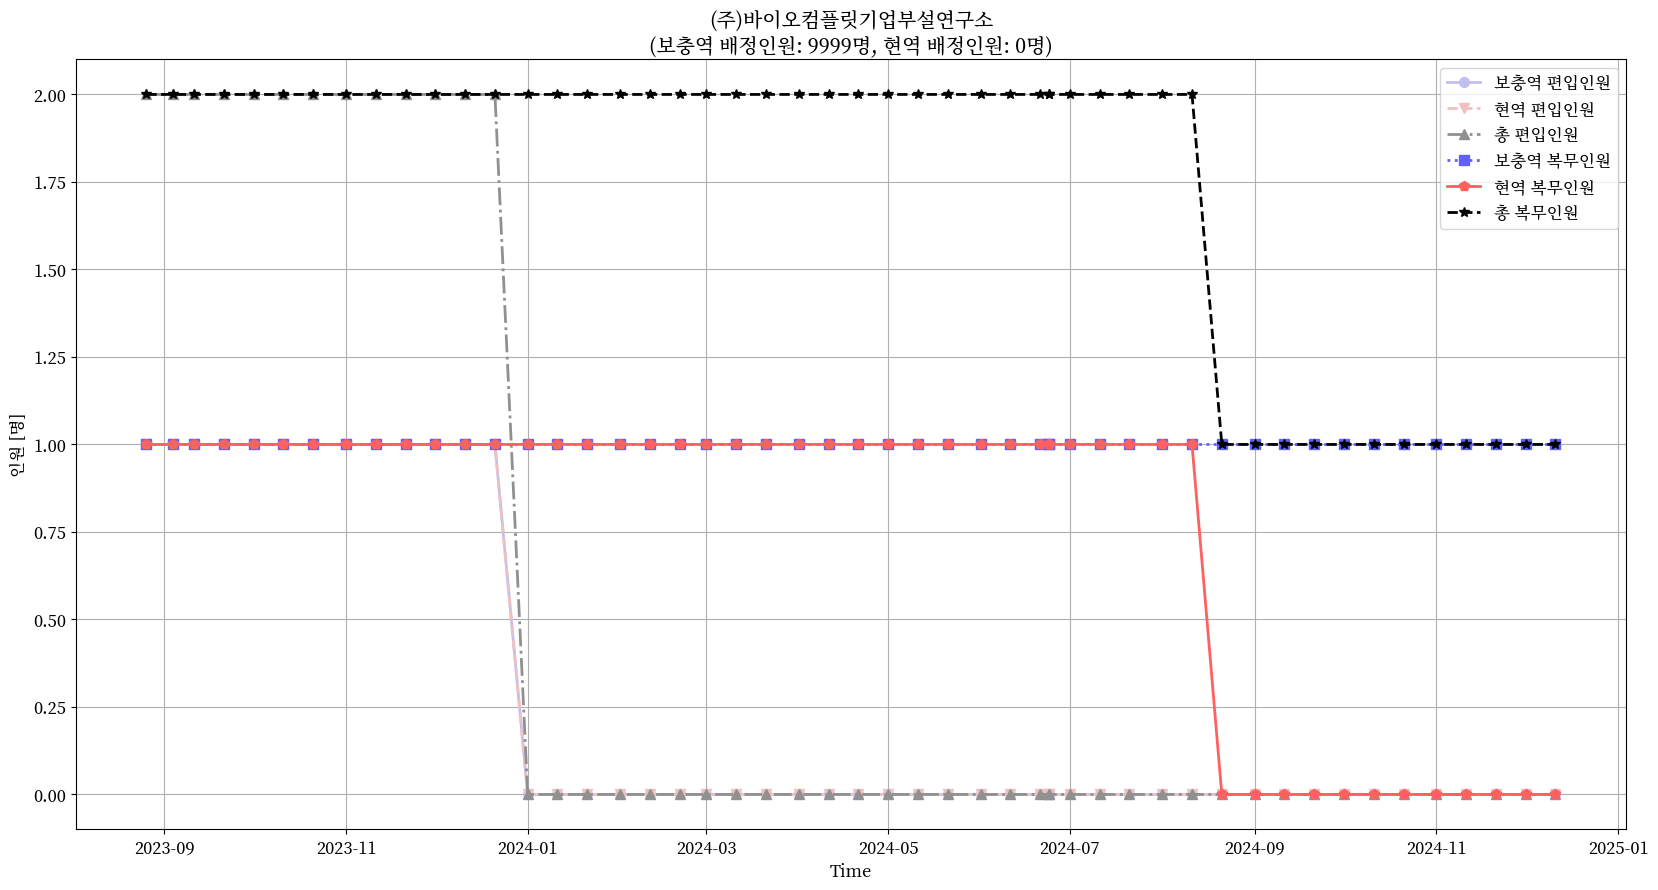 (주)바이오컴플릿기업부설연구소
(보충역 배정인원: 9999명, 현역 배정인원: 0명)
보충역 편입인원
현역 편입인원
총 편입인원
보충역 복무인원
현역 복무인원
총 복무인원
인원 [명]
2.00
1.75
1.50
1.25
1.00
0.75
0.50
0.25
0.00
2023-09
2023-11
2024-01
2024-03
2024-05
2024-07
2024-09
2024-11
2025-01
Time